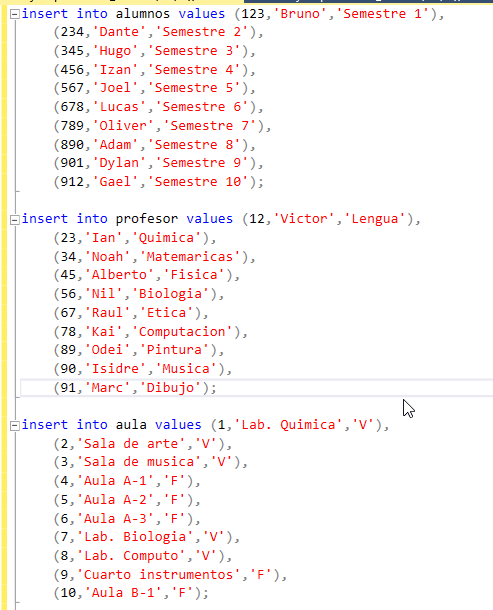 insert into alumnos values (123,'Bruno','Semestre 1'),
(234,'Dante','Semestre 2'),
(345,'Hugo','Semestre 3'),
(456,'Izan','Semestre 4'),
(567,'Joel','Semestre 5'),
(678,'Lucas','Semestre 6'),
(789,'Oliver','Semestre 7'),
(890,'Adam','Semestre 8'),
(901,'Dylan','Semestre 9'),
(912,'Gael','Semestre 10');
insert into profesor values (12,'Victor','Lengua'),
(23,'Ian','Quimica'),
(34,'Noah','Matemaricas'),
(45,'Alberto','Fisica'),
(56,'Nil','Biologia'),
(67,'Raul','Etica'),
(78,'Kai','Computacion'),
(89,'Odei','Pintura'),
(90,'Isidre','Musica'),
(91,'Marc','Dibujo');
insert into aula values (1,'Lab. Quimica','V'),
(2,'Sala de arte','V'),
(3,'Sala de musica','V'),
(4,'Aula A-1','F'),
(5,'Aula A-2','F'),
(6,'Aula A-3','F'),
(7,'Lab. Biologia','V'),
(8,'Lab. Computo','V'),
(9,'Cuarto instrumentos','F'),
(10,'Aula B-1','F');